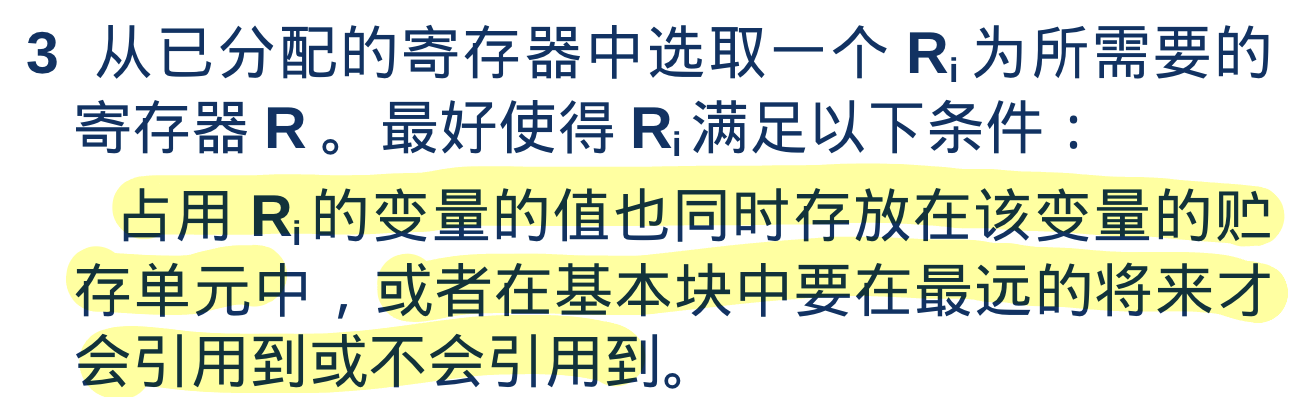 3 从已分配的寄存器中选取一个 Ri 为所需要的
寄存器 R 。最好使得 Ri 满足以下条件：
占用 Ri 的变量的值也同时存放在该变量的贮
存单元中，或者在基本块中要在最远的将来才
会引用到或不会引用到。